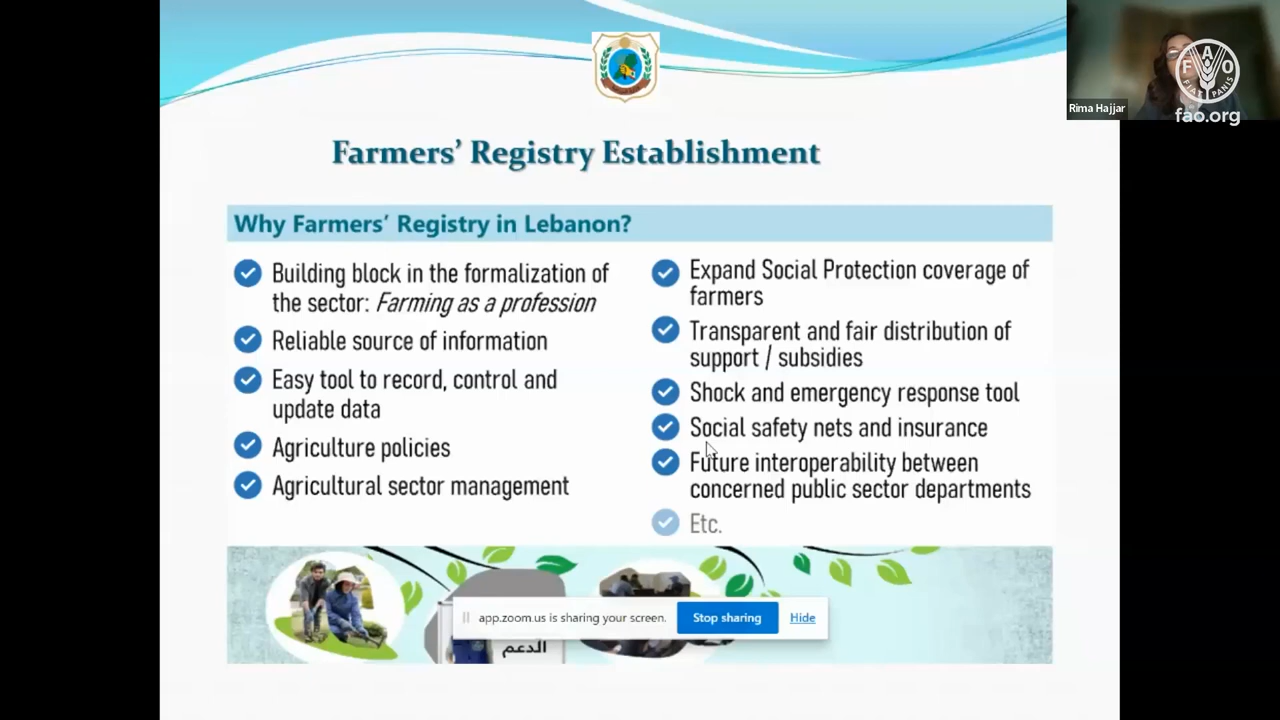 Farmers' Registry Establishment
Why Farmers' Registry in Lebanon?
Building block in the formalization of
the sector: Farming as a profession
Reliable source of information
Easy tool to record, control and
update data
Agriculture policies
Agricultural sector management
Expand Social Protection coverage of
farmers
Transparent and fair distribution of
support / subsidies
Shock and emergency response tool
Social safety nets and insurance
Future interoperability between
concerned public sector departments
Etc.
الدعم
app.zoom.us is sharing your screen.
Stop sharing
Hide
Rima Hajjar
F A O
FIAT PANIS
fao.org